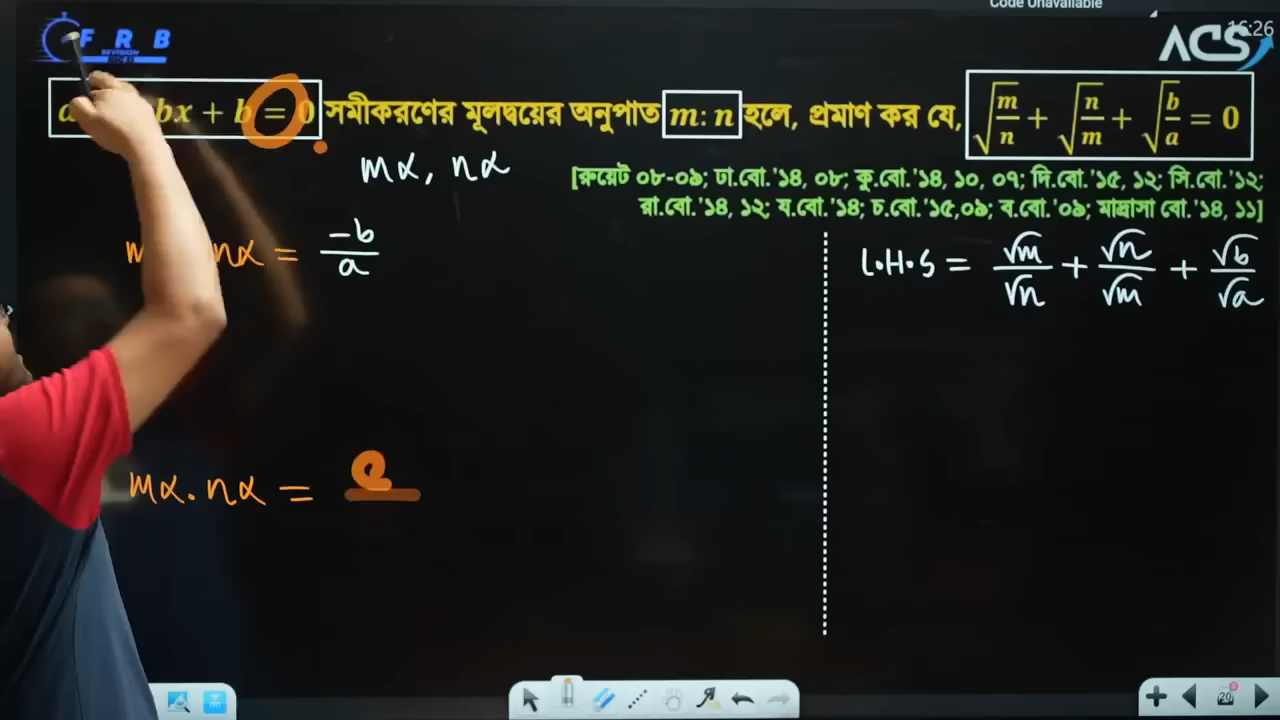 Code Unavailable
16:26
FRB
REVISION
ACS
bx + b = 0 সমীকরণের মূলদ্বয়ের অনুপাত m: n হলে, প্রমাণ কর যে, √(m/n) + √(n/m) + √(b/a) = 0
mα, nα
[রুয়েট ০৮-০৯; ঢা.বো.'১৪, ০৮; কু.বো.'১৪, ১০, ০৭; দি.বো.'১৫, ১২; সি.বো.'১২;
রা.বো.'১৪, ১২; য.বো.'১৪; চ.বো.'১৫,০৯; ব.বো.'০৯; মাদ্রাসা বো.'১৪, ১১]
nα = -b/a
L.H.S = √m/√n + √n/√m + √b/√a
mα.nα =
20